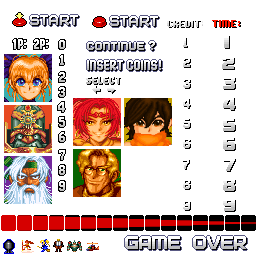 START START CREDIT TIME:
1P: 2P: 0 CONTINUE ? 1 1
1 INSERT COINS! 2 2
2 SELECT 3 3
3 ← →
4 4 4
5 5 5
6 6 6
7 7 7
8 8 8
9 9 9
GAME OVER